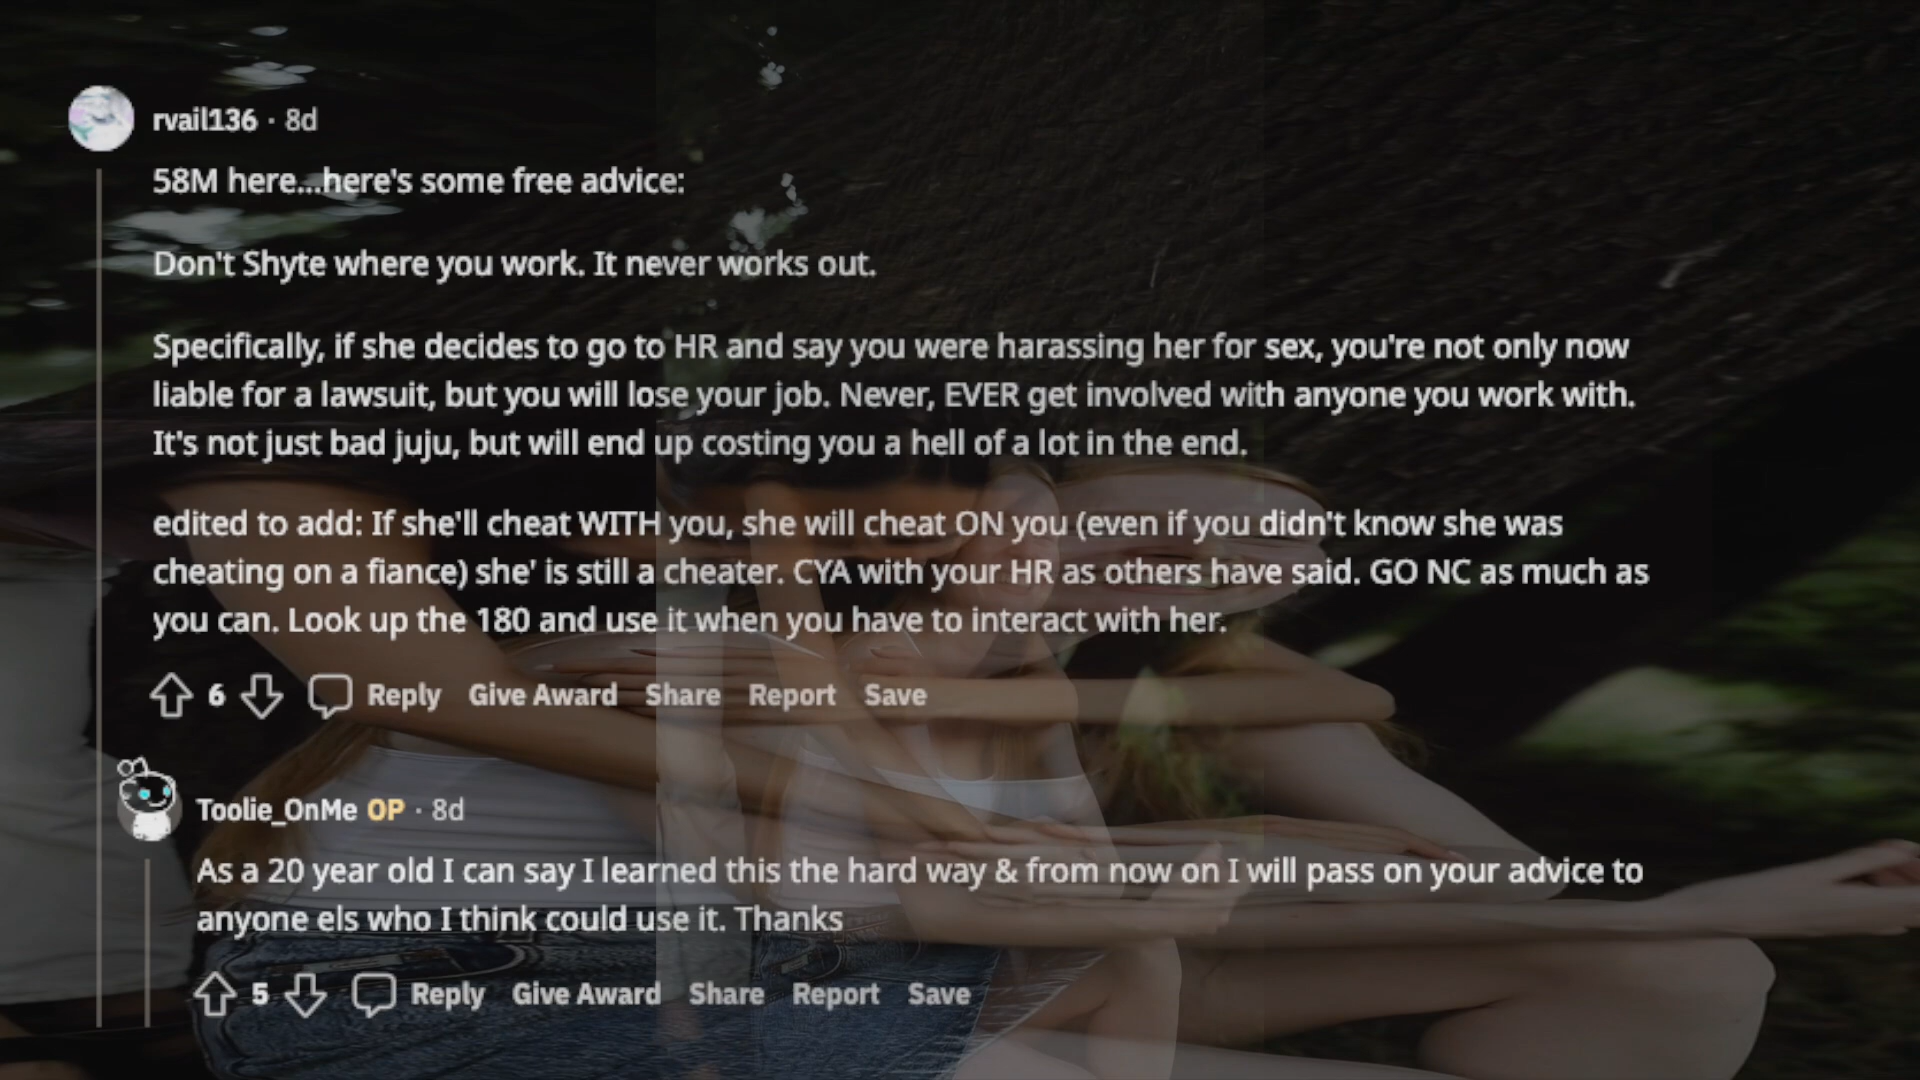 rvail136 · 8d
58M here...here's some free advice:
Don't Shyte where you work. It never works out.
Specifically, if she decides to go to HR and say you were harassing her for sex, you're not only now
liable for a lawsuit, but you will lose your job. Never, EVER get involved with anyone you work with.
It's not just bad juju, but will end up costing you a hell of a lot in the end.
edited to add: If she'll cheat WITH you, she will cheat ON you (even if you didn't know she was
cheating on a fiance) she' is still a cheater. CYA with your HR as others have said. GO NC as much as
you can. Look up the 180 and use it when you have to interact with her.
6 Reply Give Award Share Report Save
Toolie_OnMe OP · 8d
As a 20 year old I can say I learned this the hard way & from now on I will pass on your advice to
anyone els who I think could use it. Thanks
5 Reply Give Award Share Report Save